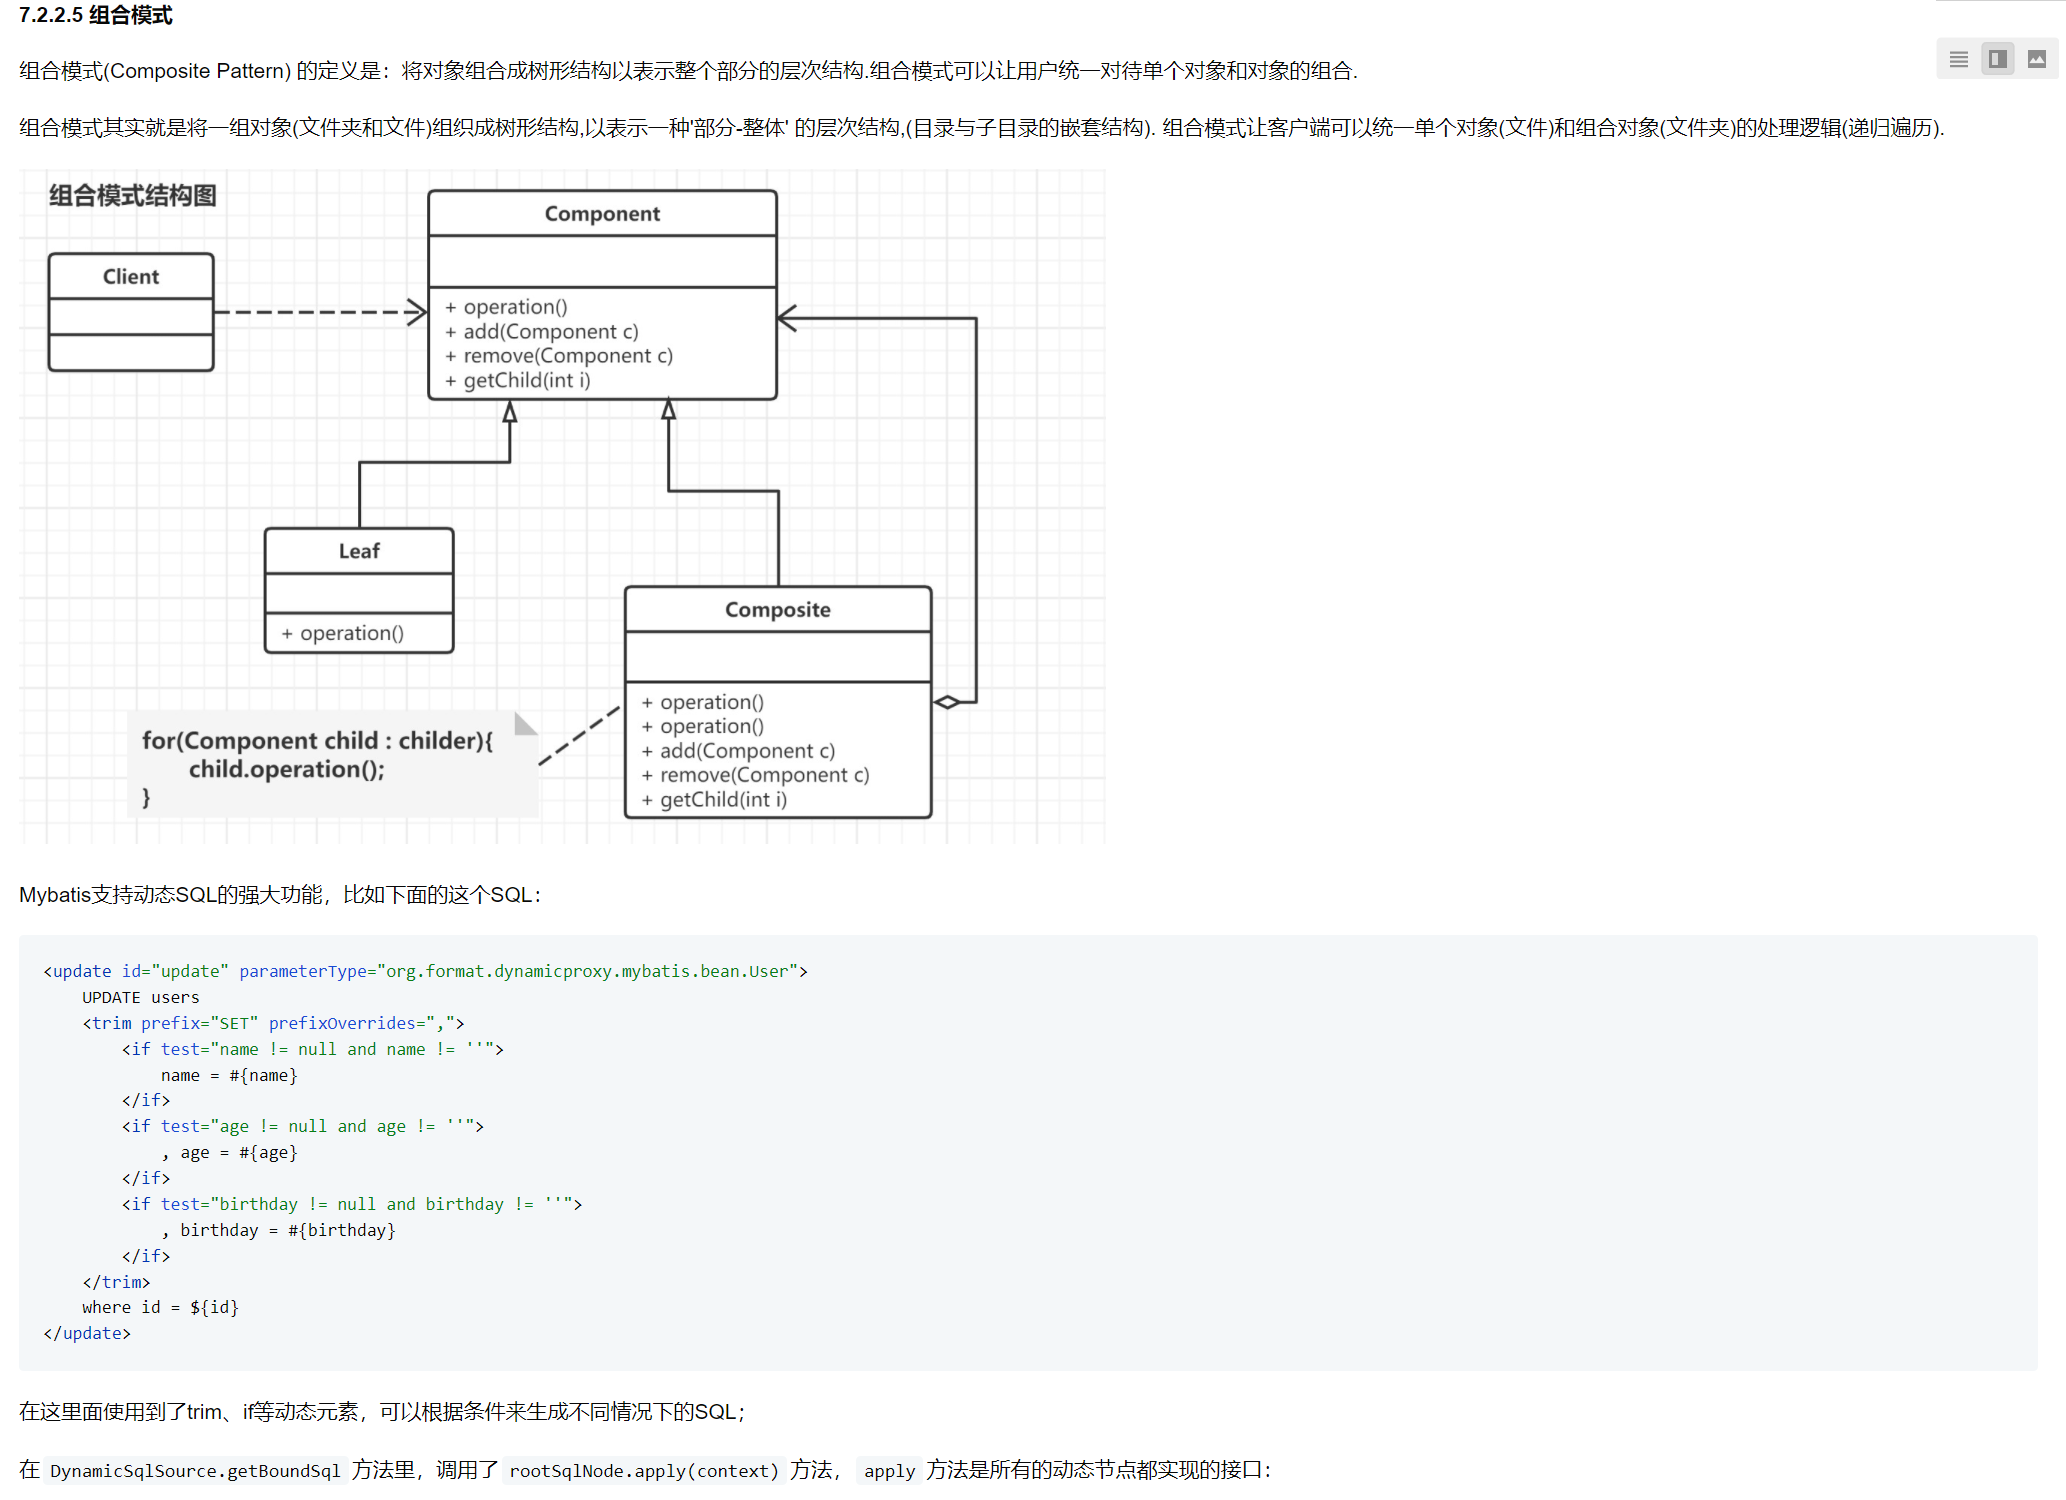 7.2.2.5 组合模式
组合模式(Composite Pattern) 的定义是：将对象组合成树形结构以表示整个部分的层次结构.组合模式可以让用户统一对待单个对象和对象的组合.
组合模式其实就是将一组对象(文件夹和文件)组织成树形结构,以表示一种'部分-整体' 的层次结构,(目录与子目录的嵌套结构). 组合模式让客户端可以统一单个对象(文件)和组合对象(文件夹)的处理逻辑(递归遍历).
组合模式结构图
Component
+ operation()
+ add(Component c)
+ remove(Component c)
+ getChild(int i)
Client
Leaf
+ operation()
Composite
+ operation()
+ operation()
+ add(Component c)
+ remove(Component c)
+ getChild(int i)
for(Component child : childer){
child.operation();
}
Mybatis支持动态SQL的强大功能，比如下面的这个SQL：
<update id="update" parameterType="org.format.dynamicproxy.mybatis.bean.User">
UPDATE users
<trim prefix="SET" prefixOverrides=",">
<if test="name != null and name != ''">
name = #{name}
</if>
<if test="age != null and age != ''">
, age = #{age}
</if>
<if test="birthday != null and birthday != ''">
, birthday = #{birthday}
</if>
</trim>
where id = ${id}
</update>
在这里面使用到了trim、if等动态元素，可以根据条件来生成不同情况下的SQL；
在 DynamicSqlSource.getBoundSql 方法里，调用了 rootSqlNode.apply(context) 方法， apply 方法是所有的动态节点都实现的接口：